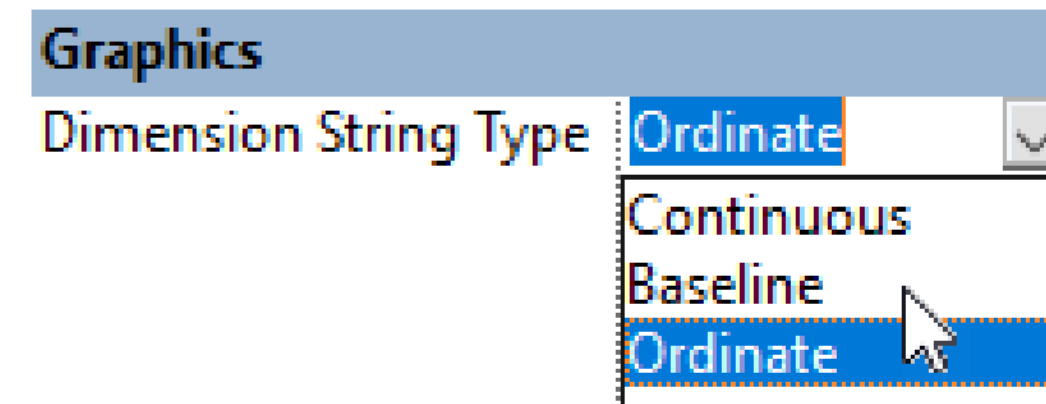 Graphics
Dimension String Type Ordinate
Continuous
Baseline
Ordinate